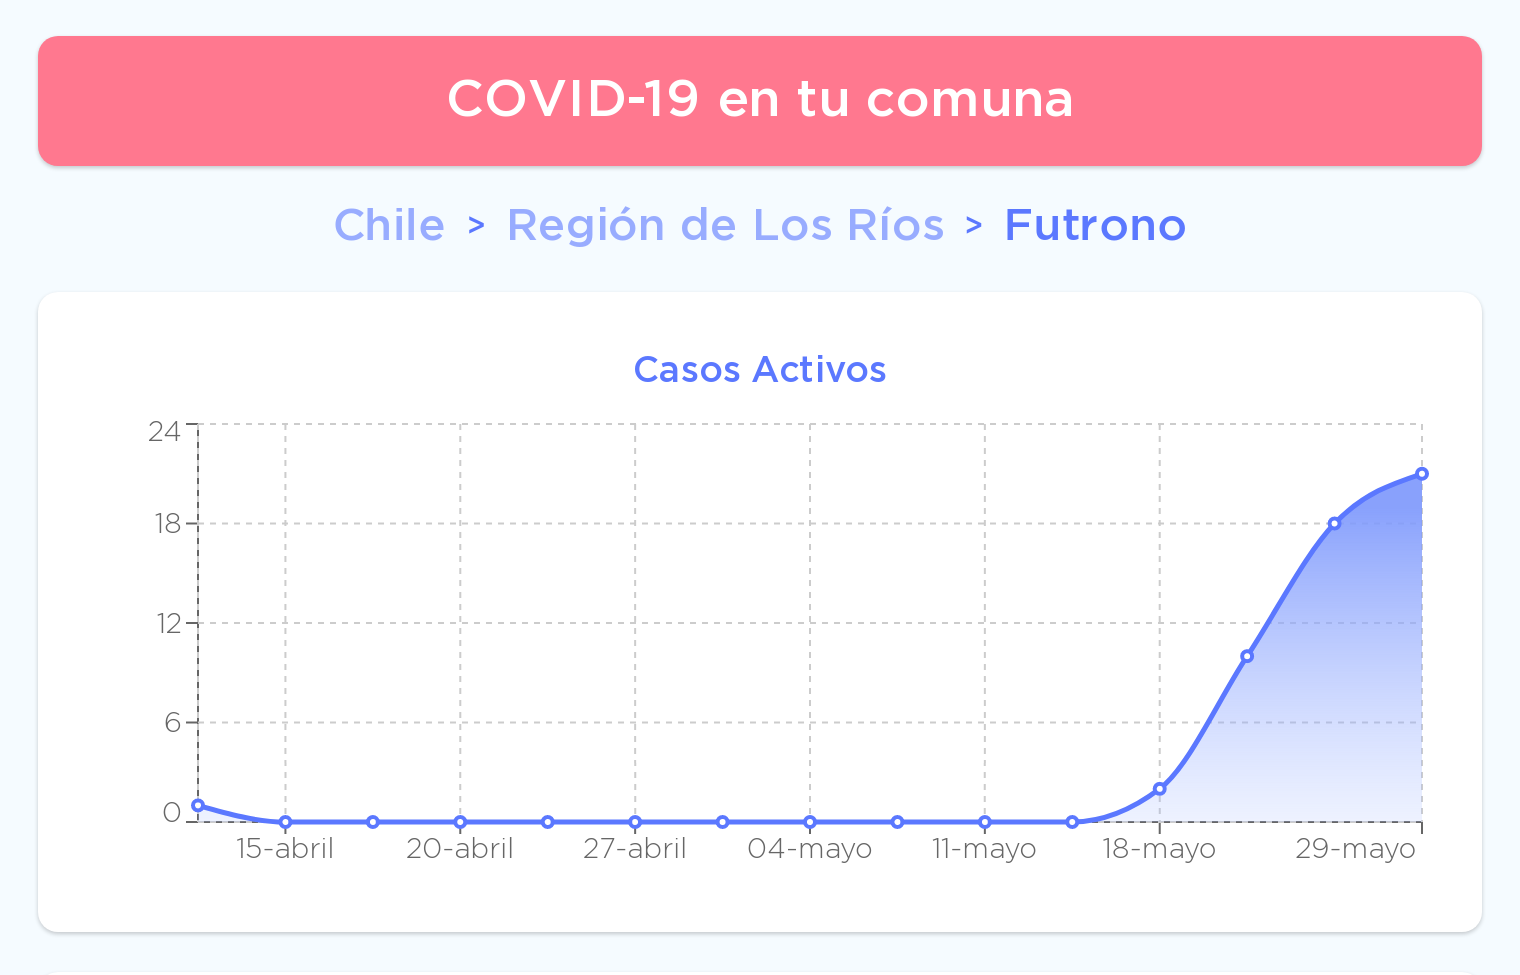 COVID-19 en tu comuna
Chile > Región de Los Ríos > Futrono
Casos Activos
24
18
12
6
0
15-abril 20-abril 27-abril 04-mayo 11-mayo 18-mayo 29-mayo